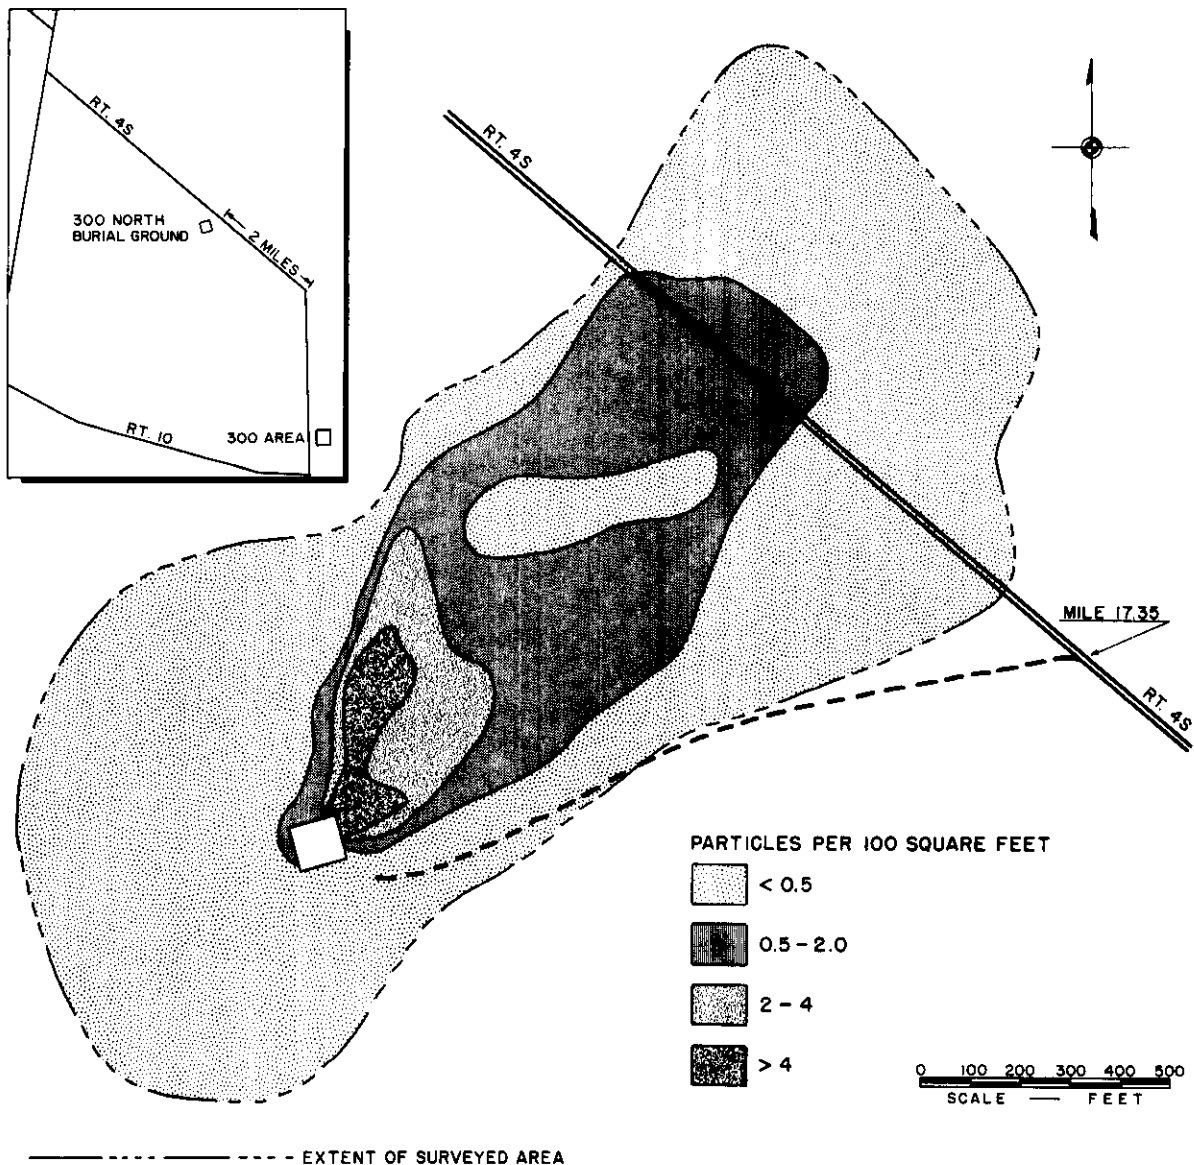 RT. 4S
300 NORTH
BURIAL GROUND
2 MILES
RT 10
300 AREA
RT. 4S
MILE 17.35
RT. 4S
PARTICLES PER 100 SQUARE FEET
< 0.5
0.5 – 2.0
2 – 4
> 4
0 100 200 300 400 500
SCALE — FEET
EXTENT OF SURVEYED AREA